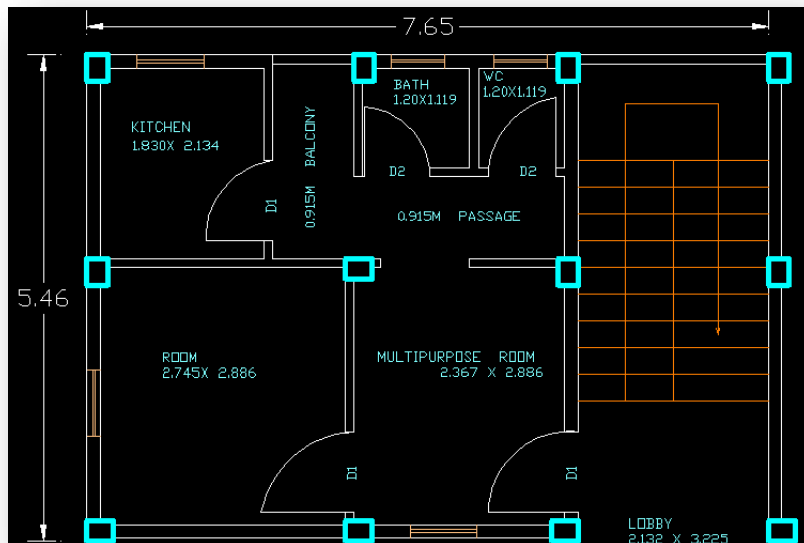 7.65
BATH
1.20X1.119
WC
1.20X1.119
KITCHEN
1.830X 2.134
0.915M BALCONY
D1
D2
D2
0.915M PASSAGE
5.46
ROOM
2.745X 2.886
MULTIPURPOSE ROOM
2.367 X 2.886
D1
D1
LOBBY
2.132 X 3.225